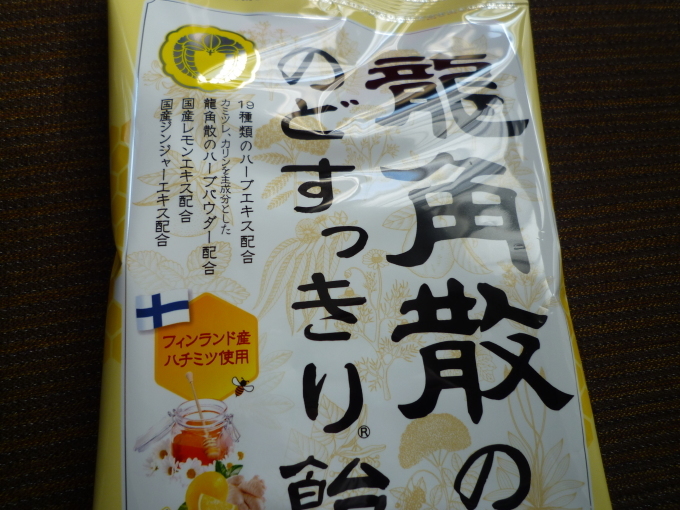 龍角散の
のどすっきり®飴
19種類のハーブエキス配合
カミツレ、カリンを主成分とした
龍角散のハーブパウダー配合
国産レモンエキス配合
国産ジンジャーエキス配合
フィンランド産
ハチミツ使用